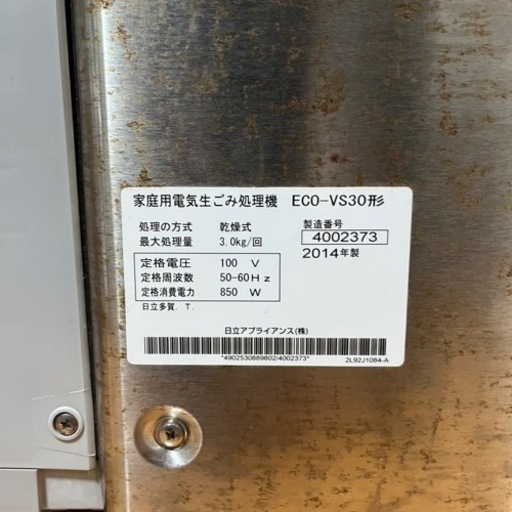 家庭用電気生ごみ処理機 ECO-VS30形
処理の方式 乾燥式
最大処理量 3.0kg/回
製造番号
4002373
2014年製
定格電圧 100 V
定格周波数 50-60Hz
定格消費電力 850 W
日立多賀. T.
日立アプライアンス(株)
*4902530889802/4002373*
2L92J1084-A